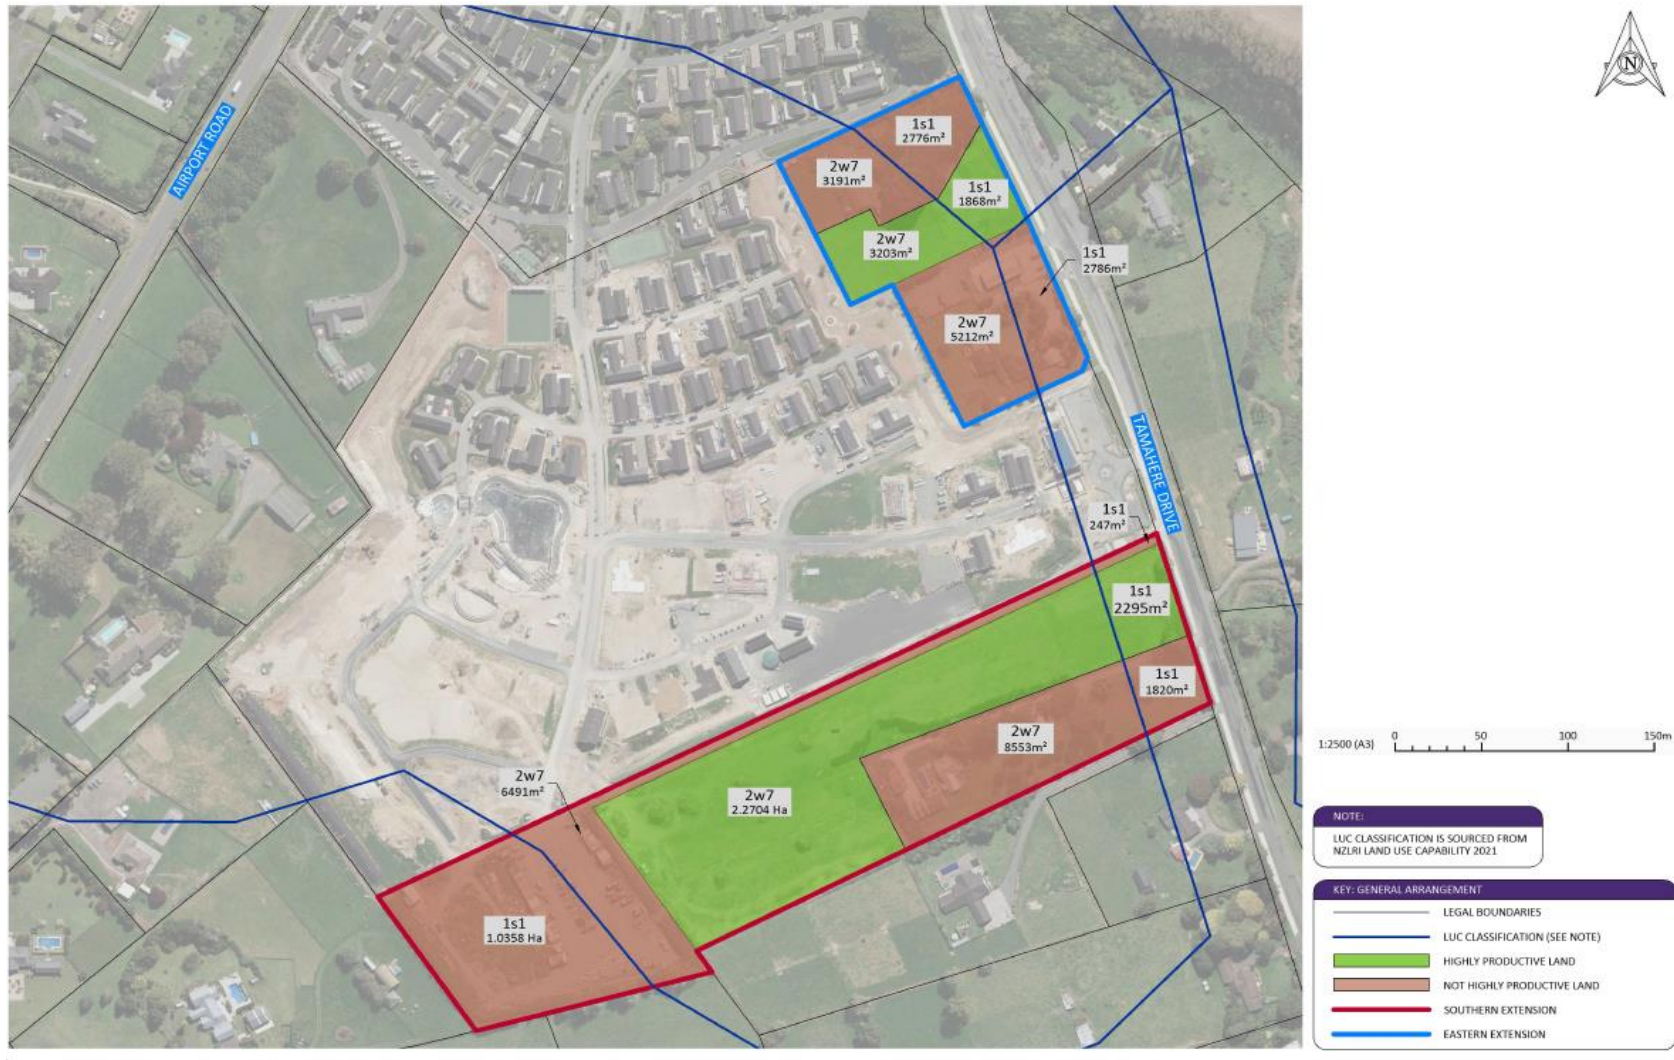 N
AIRPORT ROAD
1s1
2776m²
2w7
3191m²
1s1
1868m²
2w7
3203m²
1s1
2786m²
2w7
5212m²
TAMAHERE DRIVE
1s1
247m²
1s1
2295m²
1s1
1820m²
2w7
8553m²
2w7
6491m²
2w7
2.2704 Ha
1s1
1.0358 Ha
1:2500 (A3)
0 50 100 150m
NOTE:
LUC CLASSIFICATION IS SOURCED FROM
NZLRI LAND USE CAPABILITY 2021
KEY: GENERAL ARRANGEMENT
LEGAL BOUNDARIES
LUC CLASSIFICATION (SEE NOTE)
HIGHLY PRODUCTIVE LAND
NOT HIGHLY PRODUCTIVE LAND
SOUTHERN EXTENSION
EASTERN EXTENSION